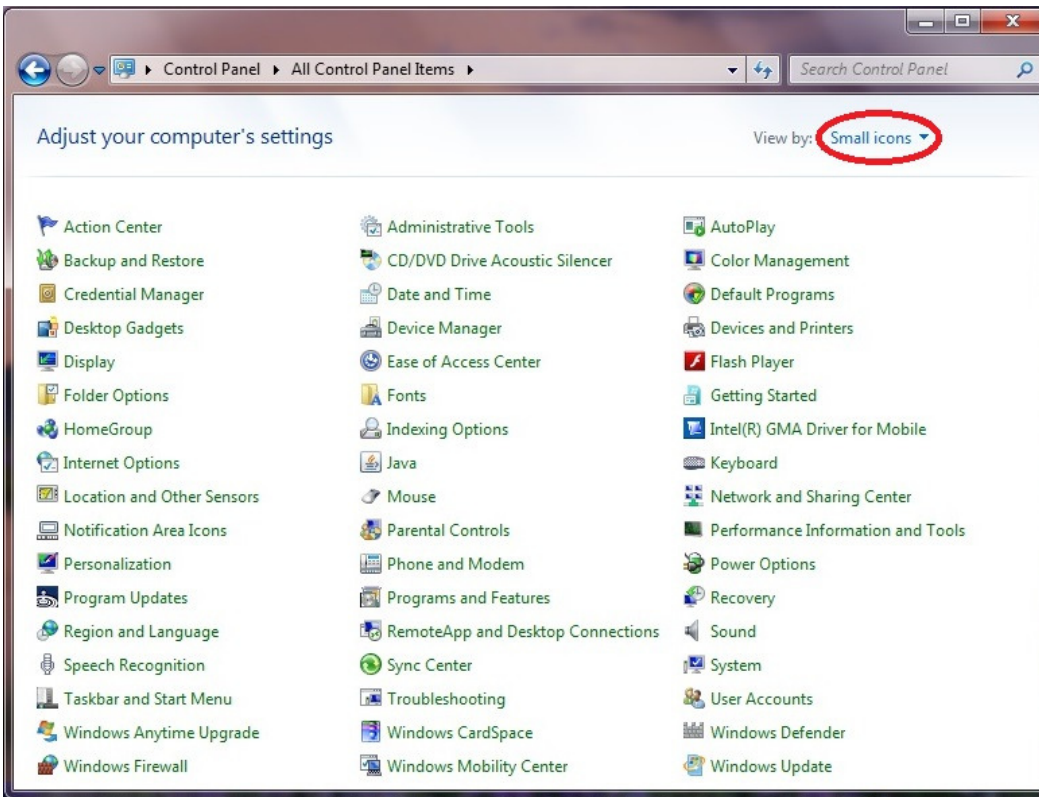 Control Panel All Control Panel Items
Search Control Panel
Adjust your computer's settings
View by: Small icons
Action Center Administrative Tools AutoPlay
Backup and Restore CD/DVD Drive Acoustic Silencer Color Management
Credential Manager Date and Time Default Programs
Desktop Gadgets Device Manager Devices and Printers
Display Ease of Access Center Flash Player
Folder Options Fonts Getting Started
HomeGroup Indexing Options Intel(R) GMA Driver for Mobile
Internet Options Java Keyboard
Location and Other Sensors Mouse Network and Sharing Center
Notification Area Icons Parental Controls Performance Information and Tools
Personalization Phone and Modem Power Options
Program Updates Programs and Features Recovery
Region and Language RemoteApp and Desktop Connections Sound
Speech Recognition Sync Center System
Taskbar and Start Menu Troubleshooting User Accounts
Windows Anytime Upgrade Windows CardSpace Windows Defender
Windows Firewall Windows Mobility Center Windows Update